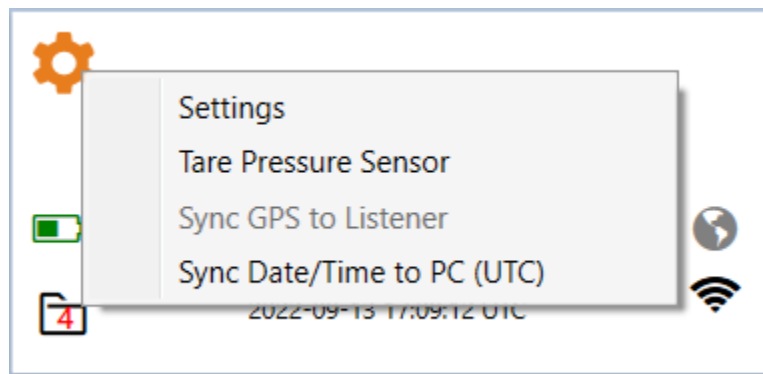 Settings
Tare Pressure Sensor
Sync GPS to Listener
Sync Date/Time to PC (UTC)
4
2022-09-13 17:09:12 UTC